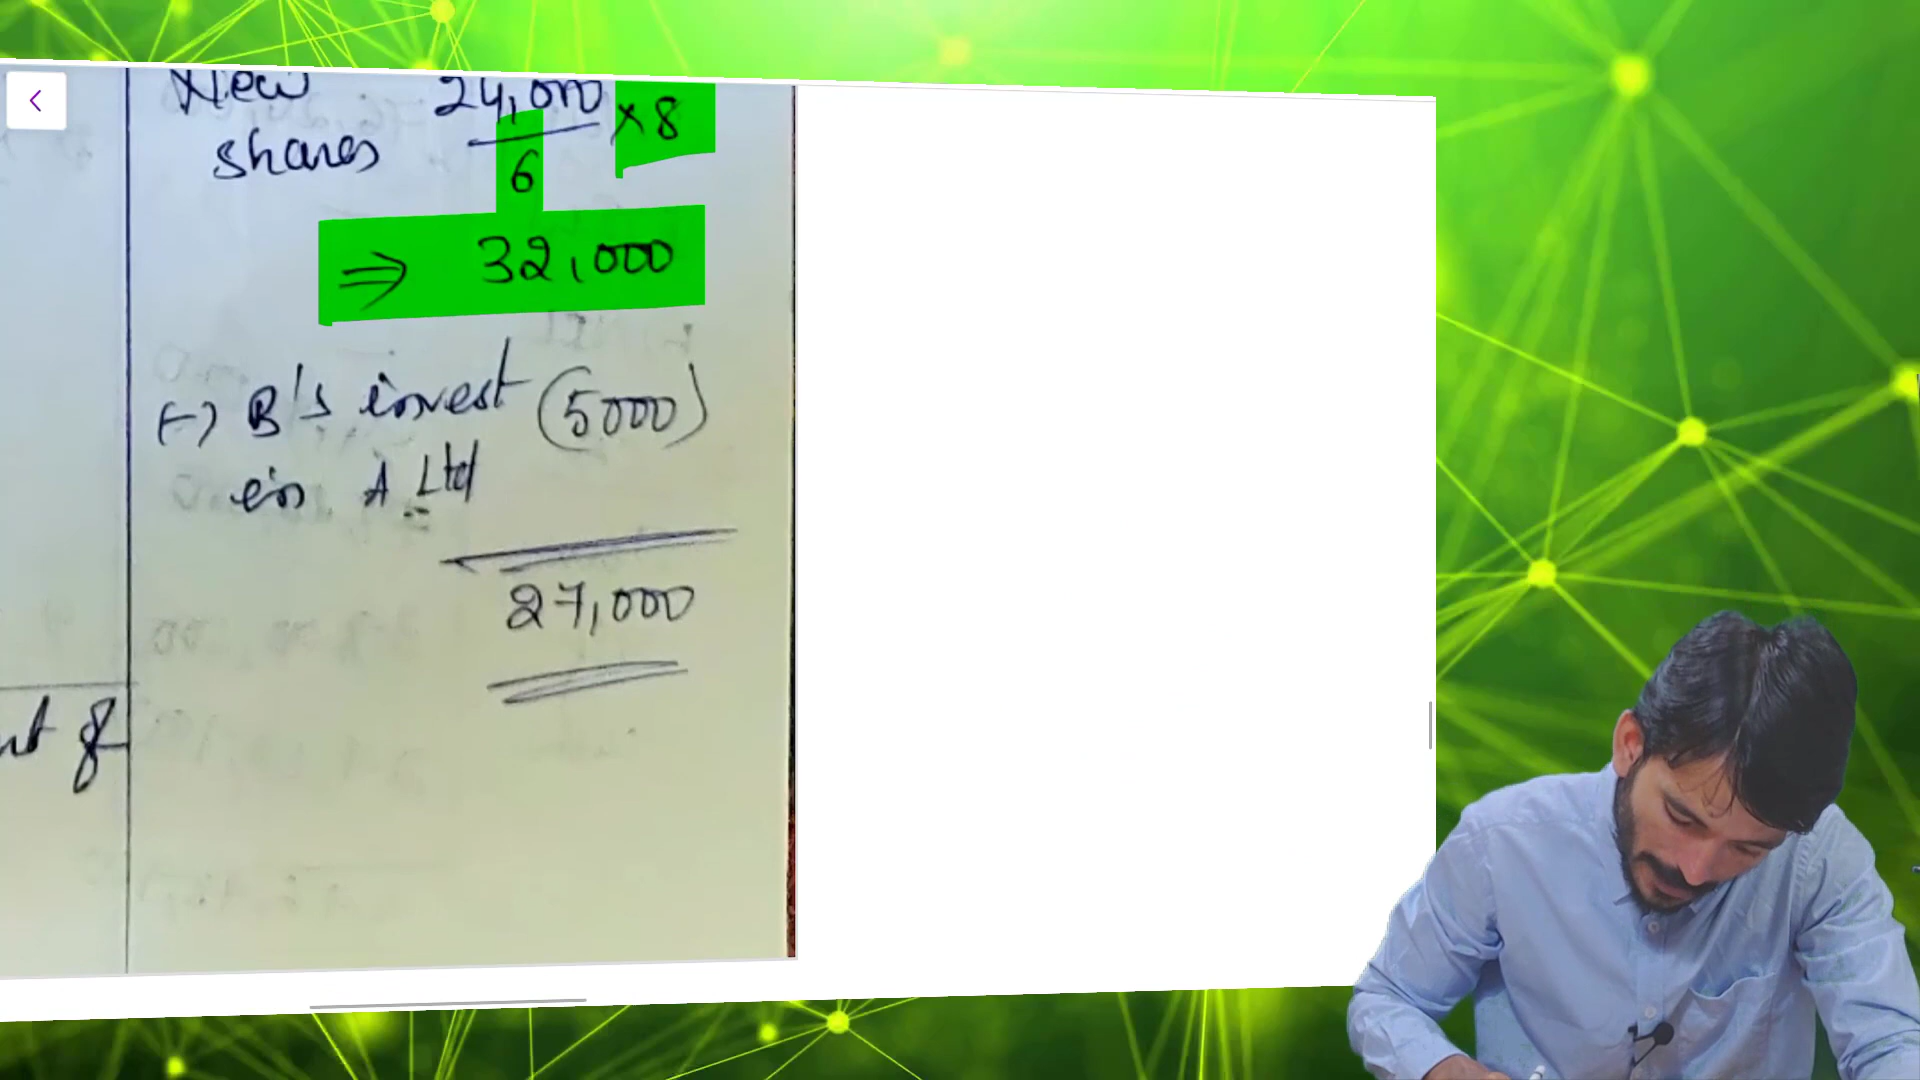 New 24,000 × 8
shares 6
⇒ 32,000
(-) B's invest (5000)
in A Ltd
27,000